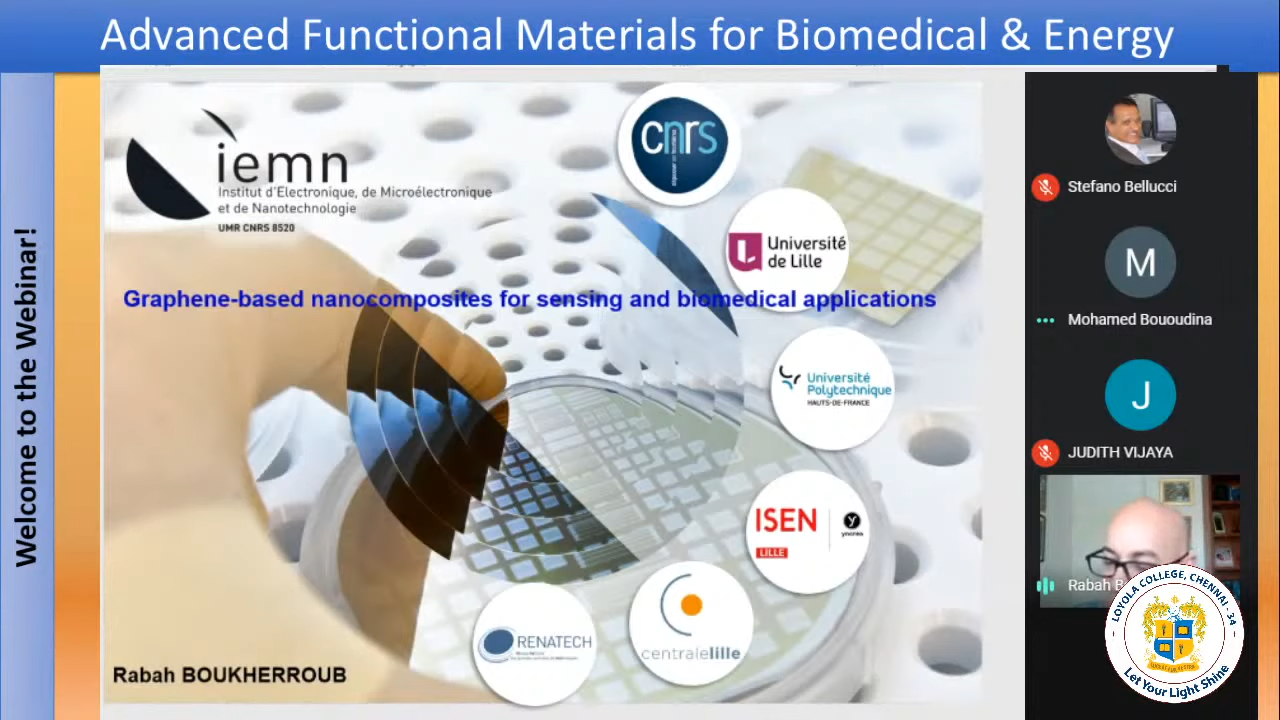 Advanced Functional Materials for Biomedical & Energy
Welcome to the Webinar!
iemn
Institut d'Electronique, de Microélectronique
et de Nanotechnologie
UMR CNRS 8520
cnrs
Université
de Lille
Graphene-based nanocomposites for sensing and biomedical applications
Université
Polytechnique
HAUTS-DE-FRANCE
ISEN
LILLE
yncréa
RENATECH
centralelille
Rabah BOUKHERROUB
Stefano Bellucci
M
Mohamed Bououdina
J
JUDITH VIJAYA
Rabah B
LOYOLA COLLEGE, CHENNAI - 34
Let Your Light Shine